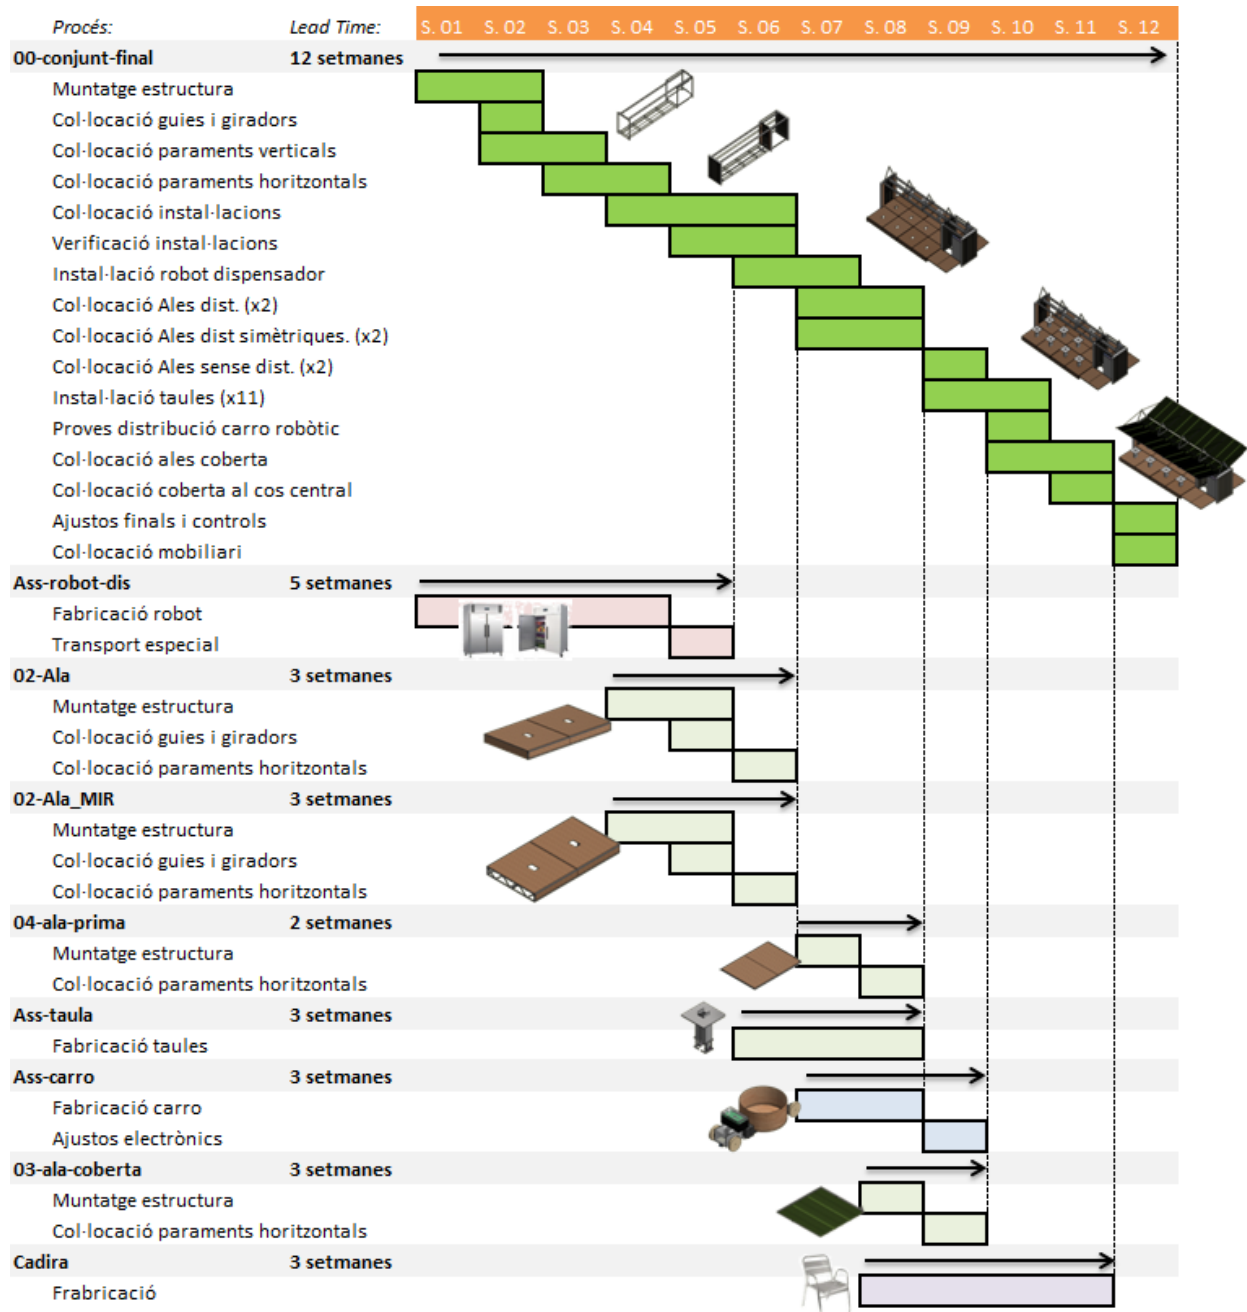 Procés: Lead Time: S. 01 S. 02 S. 03 S. 04 S. 05 S. 06 S. 07 S. 08 S. 09 S. 10 S. 11 S. 12
00-conjunt-final 12 setmanes
Muntatge estructura
Col·locació guies i giradors
Col·locació paraments verticals
Col·locació paraments horitzontals
Col·locació instal·lacions
Verificació instal·lacions
Instal·lació robot dispensador
Col·locació Ales dist. (x2)
Col·locació Ales dist simètriques. (x2)
Col·locació Ales sense dist. (x2)
Instal·lació taules (x11)
Proves distribució carro robòtic
Col·locació ales coberta
Col·locació coberta al cos central
Ajustos finals i controls
Col·locació mobiliari
Ass-robot-dis 5 setmanes
Fabricació robot
Transport especial
02-Ala 3 setmanes
Muntatge estructura
Col·locació guies i giradors
Col·locació paraments horitzontals
02-Ala_MIR 3 setmanes
Muntatge estructura
Col·locació guies i giradors
Col·locació paraments horitzontals
04-ala-prima 2 setmanes
Muntatge estructura
Col·locació paraments horitzontals
Ass-taula 3 setmanes
Fabricació taules
Ass-carro 3 setmanes
Fabricació carro
Ajustos electrònics
03-ala-coberta 3 setmanes
Muntatge estructura
Col·locació paraments horitzontals
Cadira 3 setmanes
Frabricació